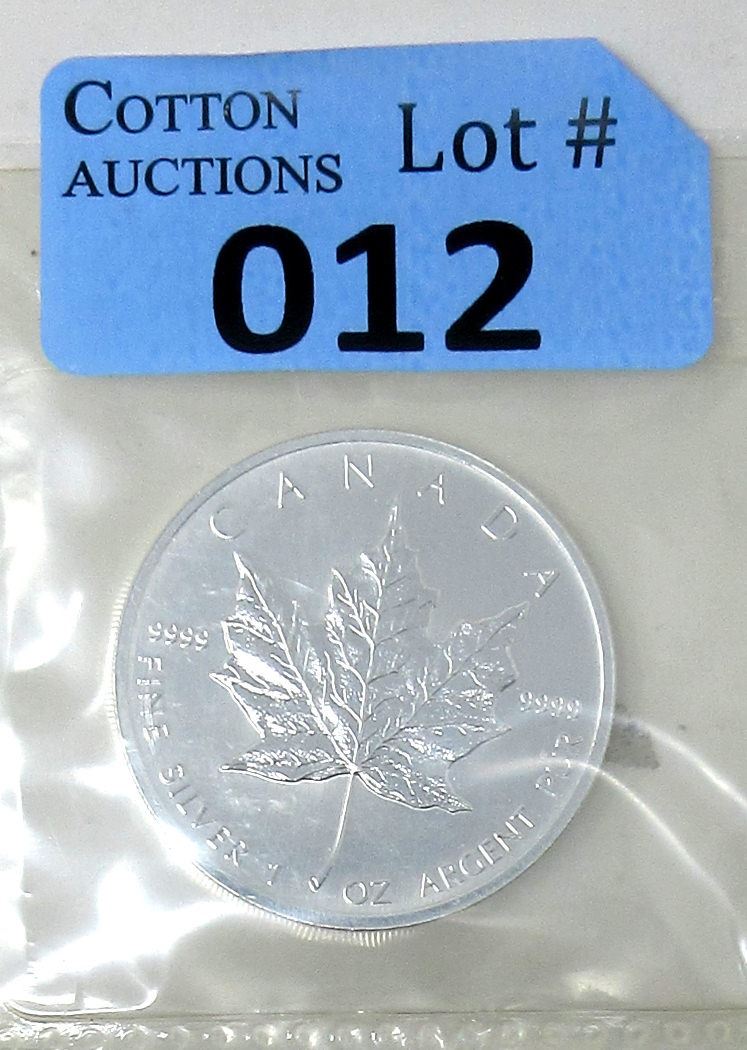 COTTON
AUCTIONS
Lot #
012
CANADA
9999
9999
FINE SILVER 1 OZ ARGENT PUR